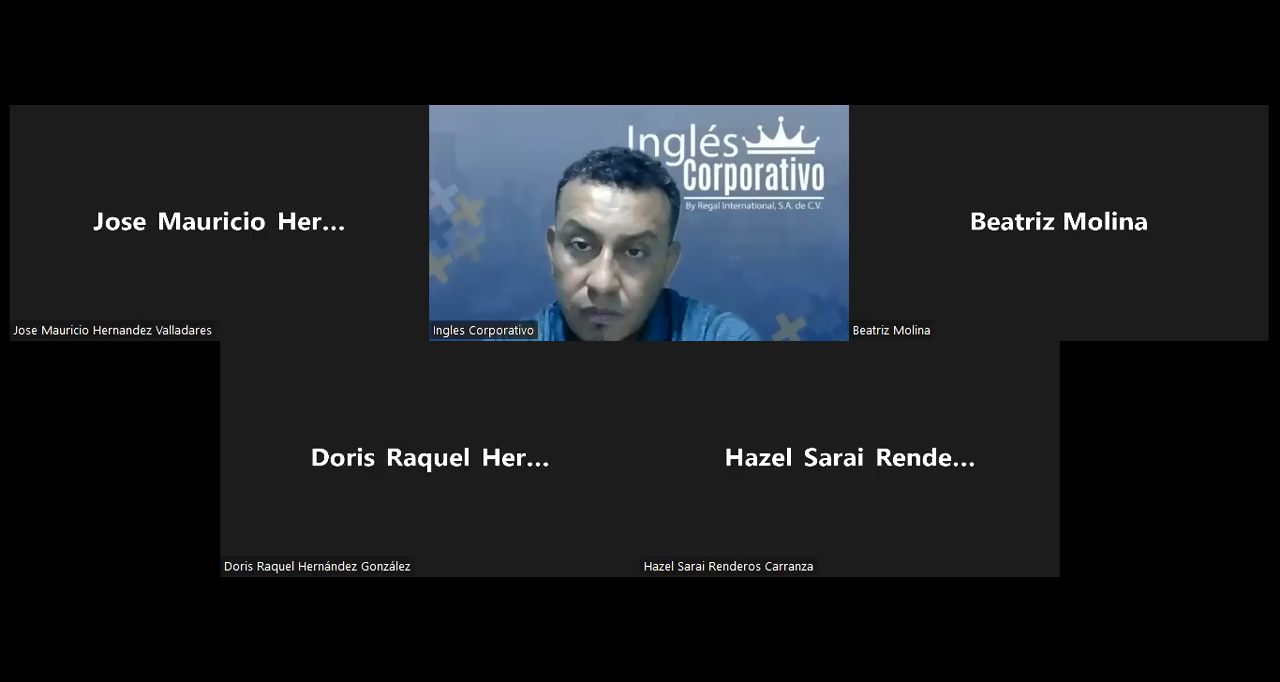 Jose Mauricio Her...
Jose Mauricio Hernandez Valladares
Inglés
Corporativo
By Regal International, S.A. de C.V.
Ingles Corporativo
Beatriz Molina
Beatriz Molina
Doris Raquel Her...
Doris Raquel Hernández González
Hazel Sarai Rende...
Hazel Sarai Renderos Carranza